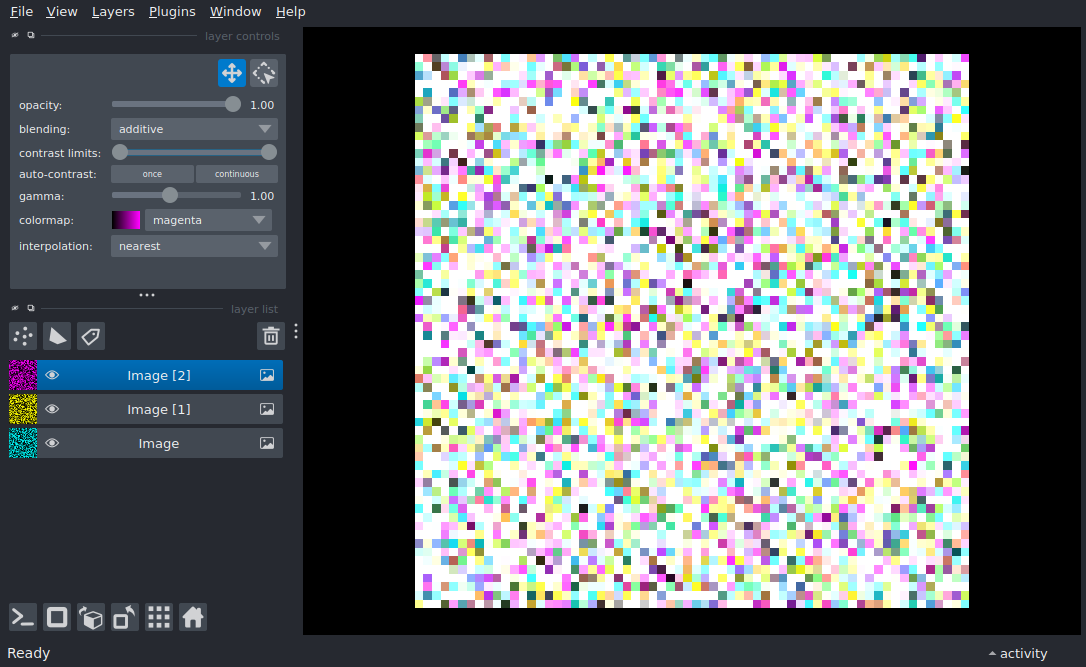 File View Layers Plugins Window Help
layer controls
opacity: 1.00
blending: additive
contrast limits:
auto-contrast: once continuous
gamma: 1.00
colormap: magenta
interpolation: nearest
layer list
Image [2]
Image [1]
Image
Ready
activity